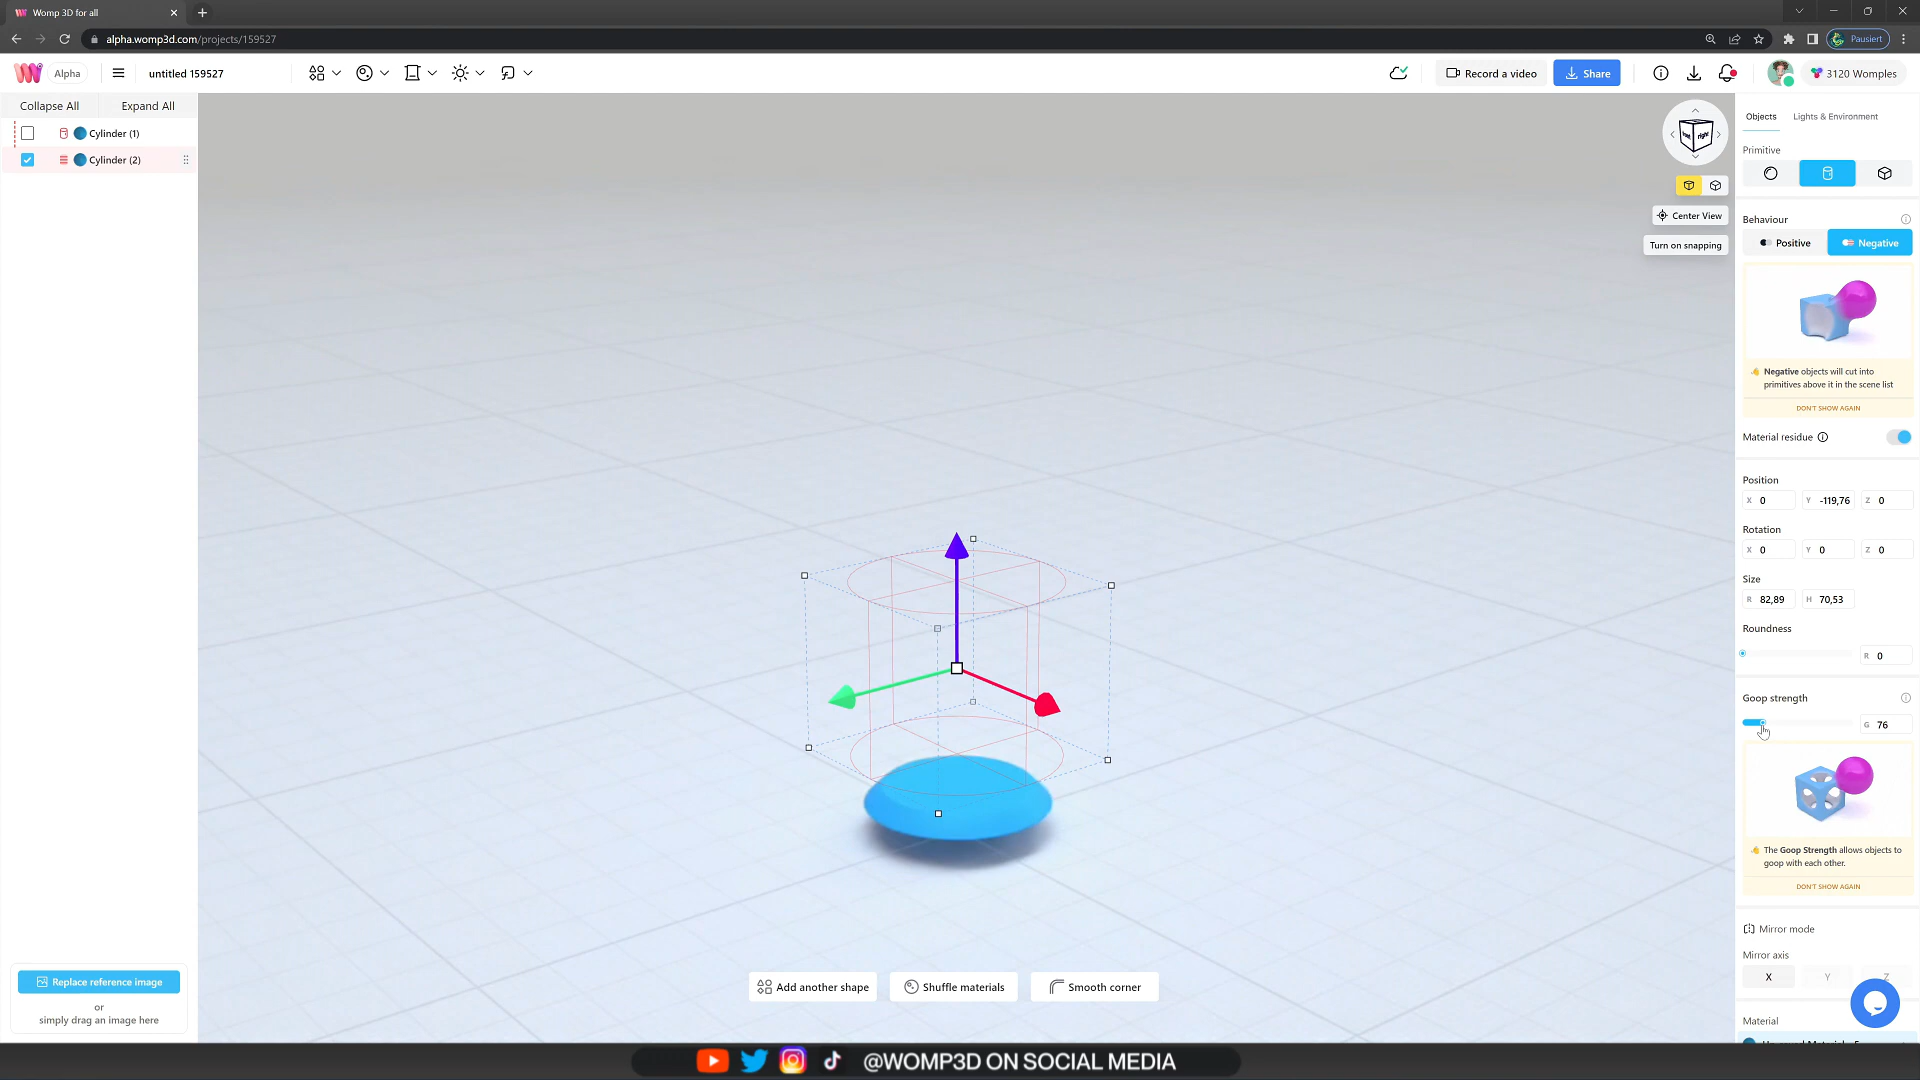 Womp 3D for all
alpha.womp3d.com/projects/159527
Pausiert
Alpha
untitled 159527
Record a video
Share
3120 Womples
Collapse All
Expand All
Cylinder (1)
Cylinder (2)
right
Center View
Turn on snapping
Objects
Lights & Environment
Primitive
Behaviour
Positive
Negative
Negative objects will cut into
primitives above it in the scene list
DON'T SHOW AGAIN
Material residue
Position
X 0
Y -119,76
Z 0
Rotation
X 0
Y 0
Z 0
Size
R 82,89
H 70,53
Roundness
R 0
Goop strength
G 76
The Goop Strength allows objects to
goop with each other.
DON'T SHOW AGAIN
Mirror mode
Mirror axis
X
Y
Z
Material
Replace reference image
or
simply drag an image here
Add another shape
Shuffle materials
Smooth corner
@WOMP3D ON SOCIAL MEDIA